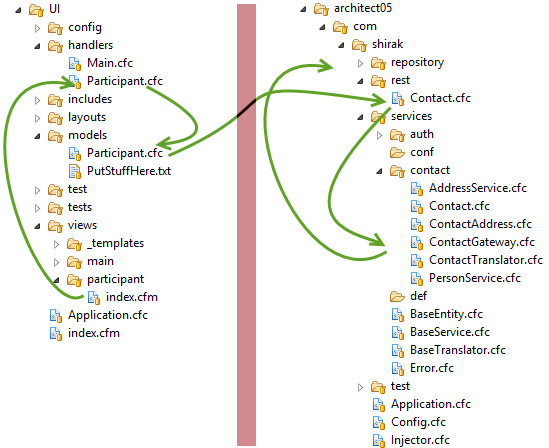 UI
config
handlers
Main.cfc
Participant.cfc
includes
layouts
models
Participant.cfc
PutStuffHere.txt
test
tests
views
_templates
main
participant
index.cfm
Application.cfc
index.cfm
architect05
com
shirak
repository
rest
Contact.cfc
services
auth
conf
contact
AddressService.cfc
Contact.cfc
ContactAddress.cfc
ContactGateway.cfc
ContactTranslator.cfc
PersonService.cfc
def
BaseEntity.cfc
BaseService.cfc
BaseTranslator.cfc
Error.cfc
test
Application.cfc
Config.cfc
Injector.cfc